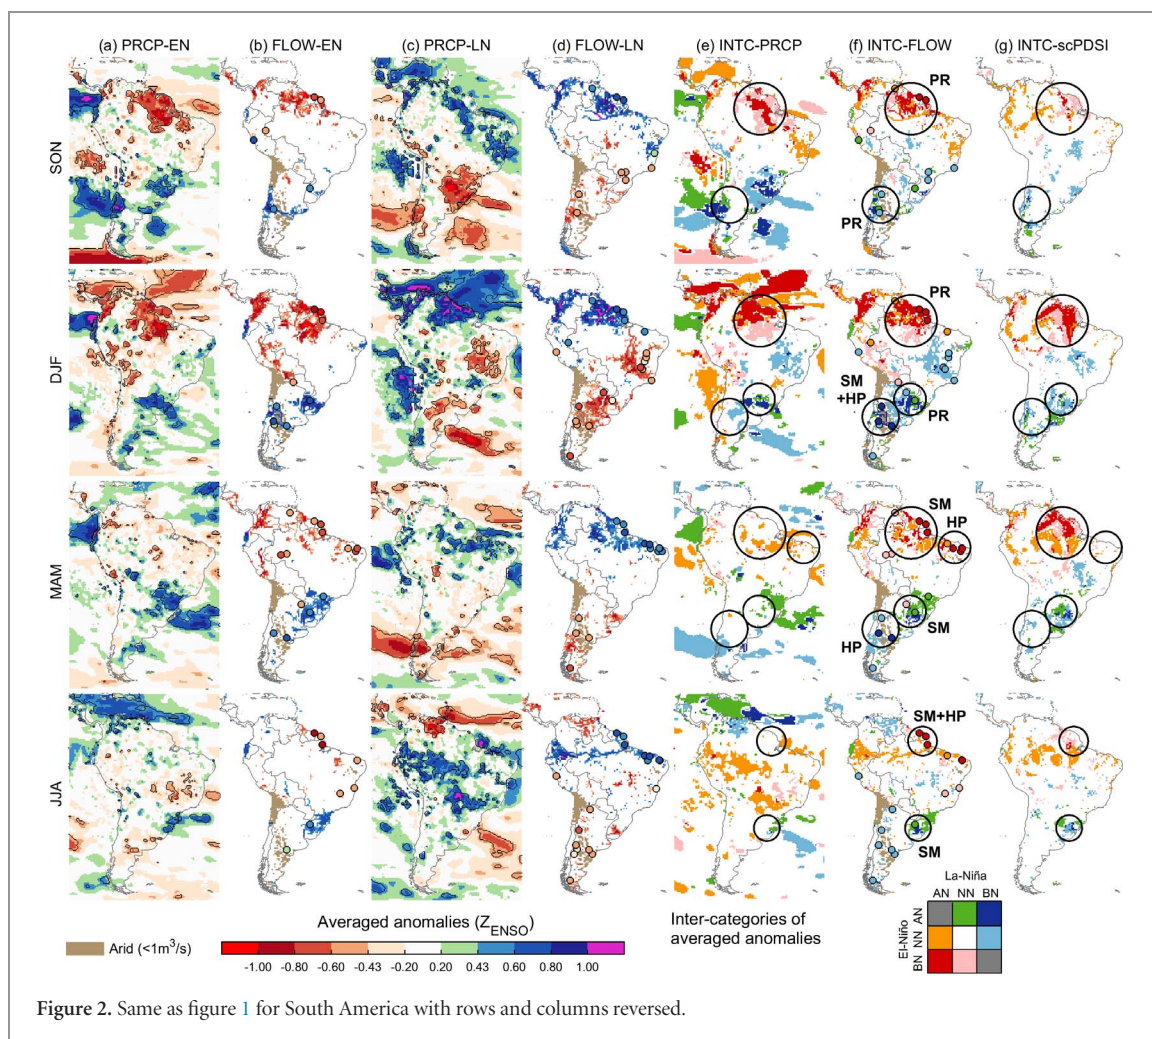 (a) PRCP-EN (b) FLOW-EN (c) PRCP-LN (d) FLOW-LN (e) INTC-PRCP (f) INTC-FLOW (g) INTC-scPDSI
SON
PR
PR
DJF
PR
SM
+HP
PR
MAM
SM
HP
SM
HP
JJA
SM+HP
SM
La-Niña
AN NN BN
El-Niño
AN
NN
BN
Arid (<1m³/s)
Averaged anomalies (Z_ENSO)
-1.00 -0.80 -0.60 -0.43 -0.20 0.20 0.43 0.60 0.80 1.00
Inter-categories of
averaged anomalies
Figure 2. Same as figure 1 for South America with rows and columns reversed.